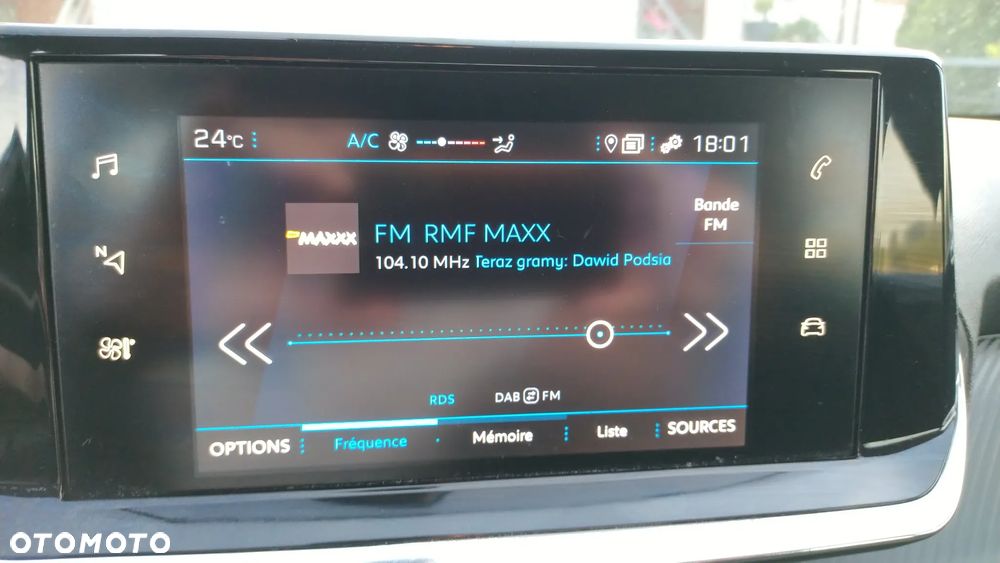 24°C
A/C
18:01
N
MAXXX
FM RMF MAXX
104.10 MHz Teraz gramy: Dawid Podsia
Bande
FM
RDS
DAB FM
OPTIONS
Fréquence
Mémoire
Liste
SOURCES
OTOMOTO